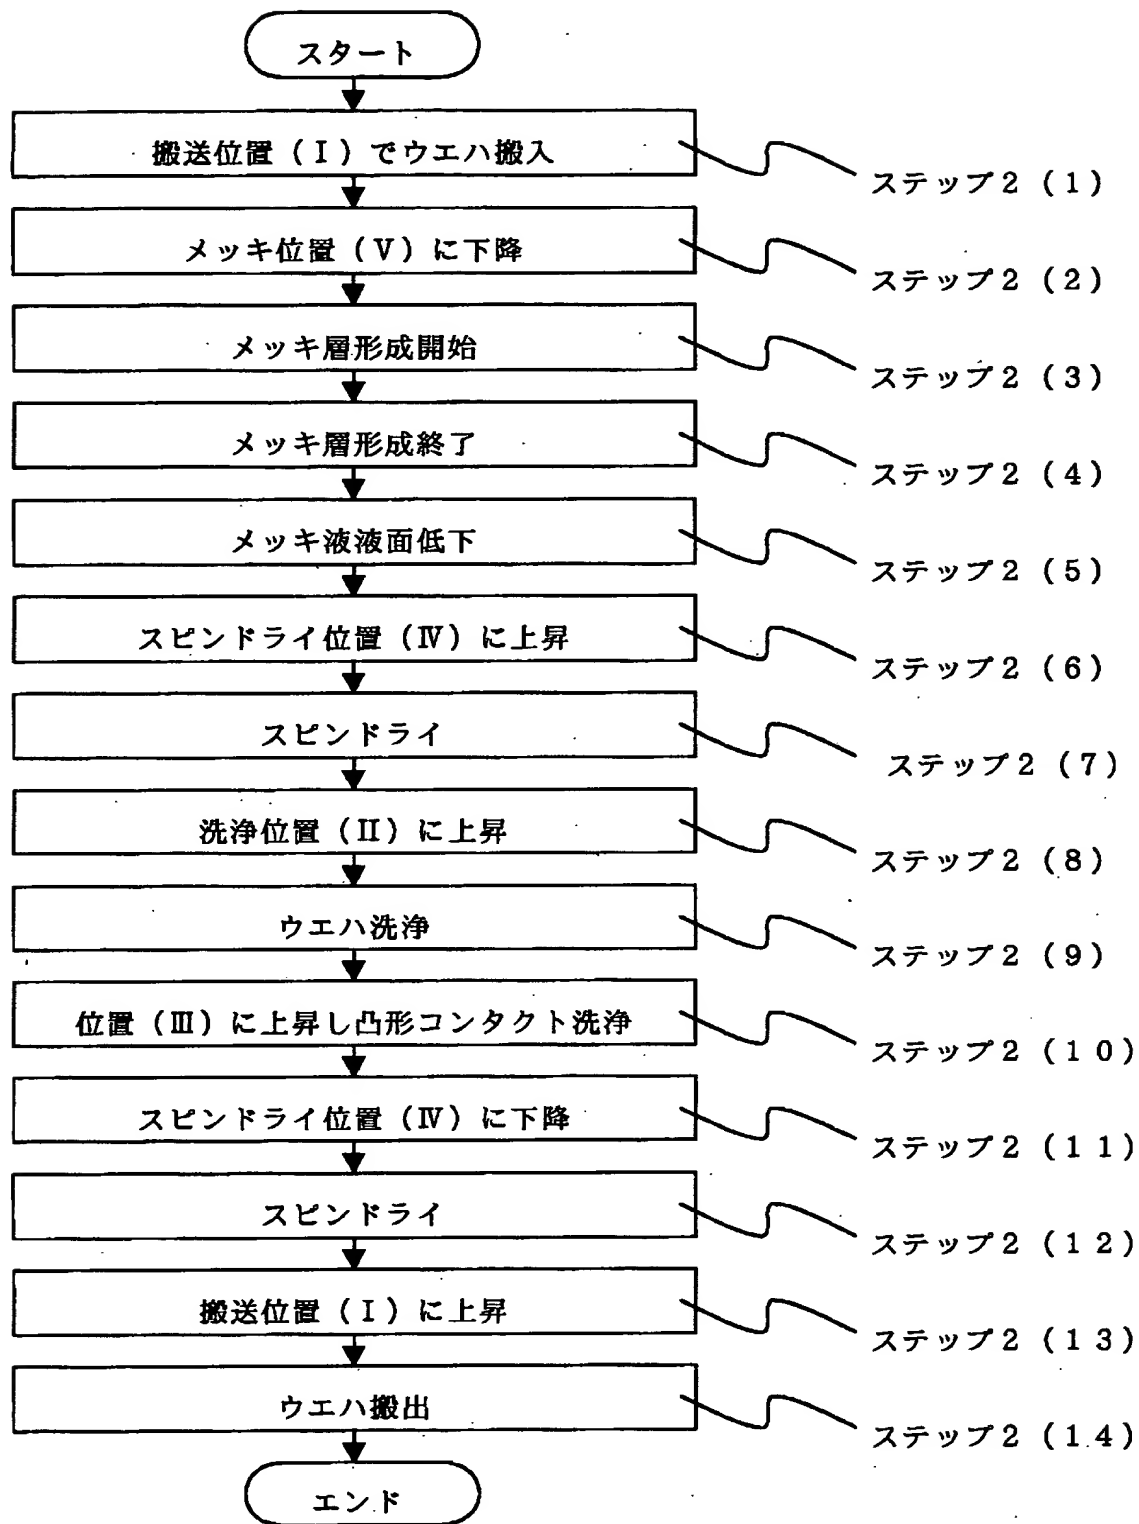 スタート
搬送位置(Ⅰ)でウエハ搬入
ステップ2(1)
メッキ位置(Ⅴ)に下降
ステップ2(2)
メッキ層形成開始
ステップ2(3)
メッキ層形成終了
ステップ2(4)
メッキ液液面低下
ステップ2(5)
スピンドライ位置(Ⅳ)に上昇
ステップ2(6)
スピンドライ
ステップ2(7)
洗浄位置(Ⅱ)に上昇
ステップ2(8)
ウエハ洗浄
ステップ2(9)
位置(Ⅲ)に上昇し凸形コンタクト洗浄
ステップ2(10)
スピンドライ位置(Ⅳ)に下降
ステップ2(11)
スピンドライ
ステップ2(12)
搬送位置(Ⅰ)に上昇
ステップ2(13)
ウエハ搬出
ステップ2(14)
エンド